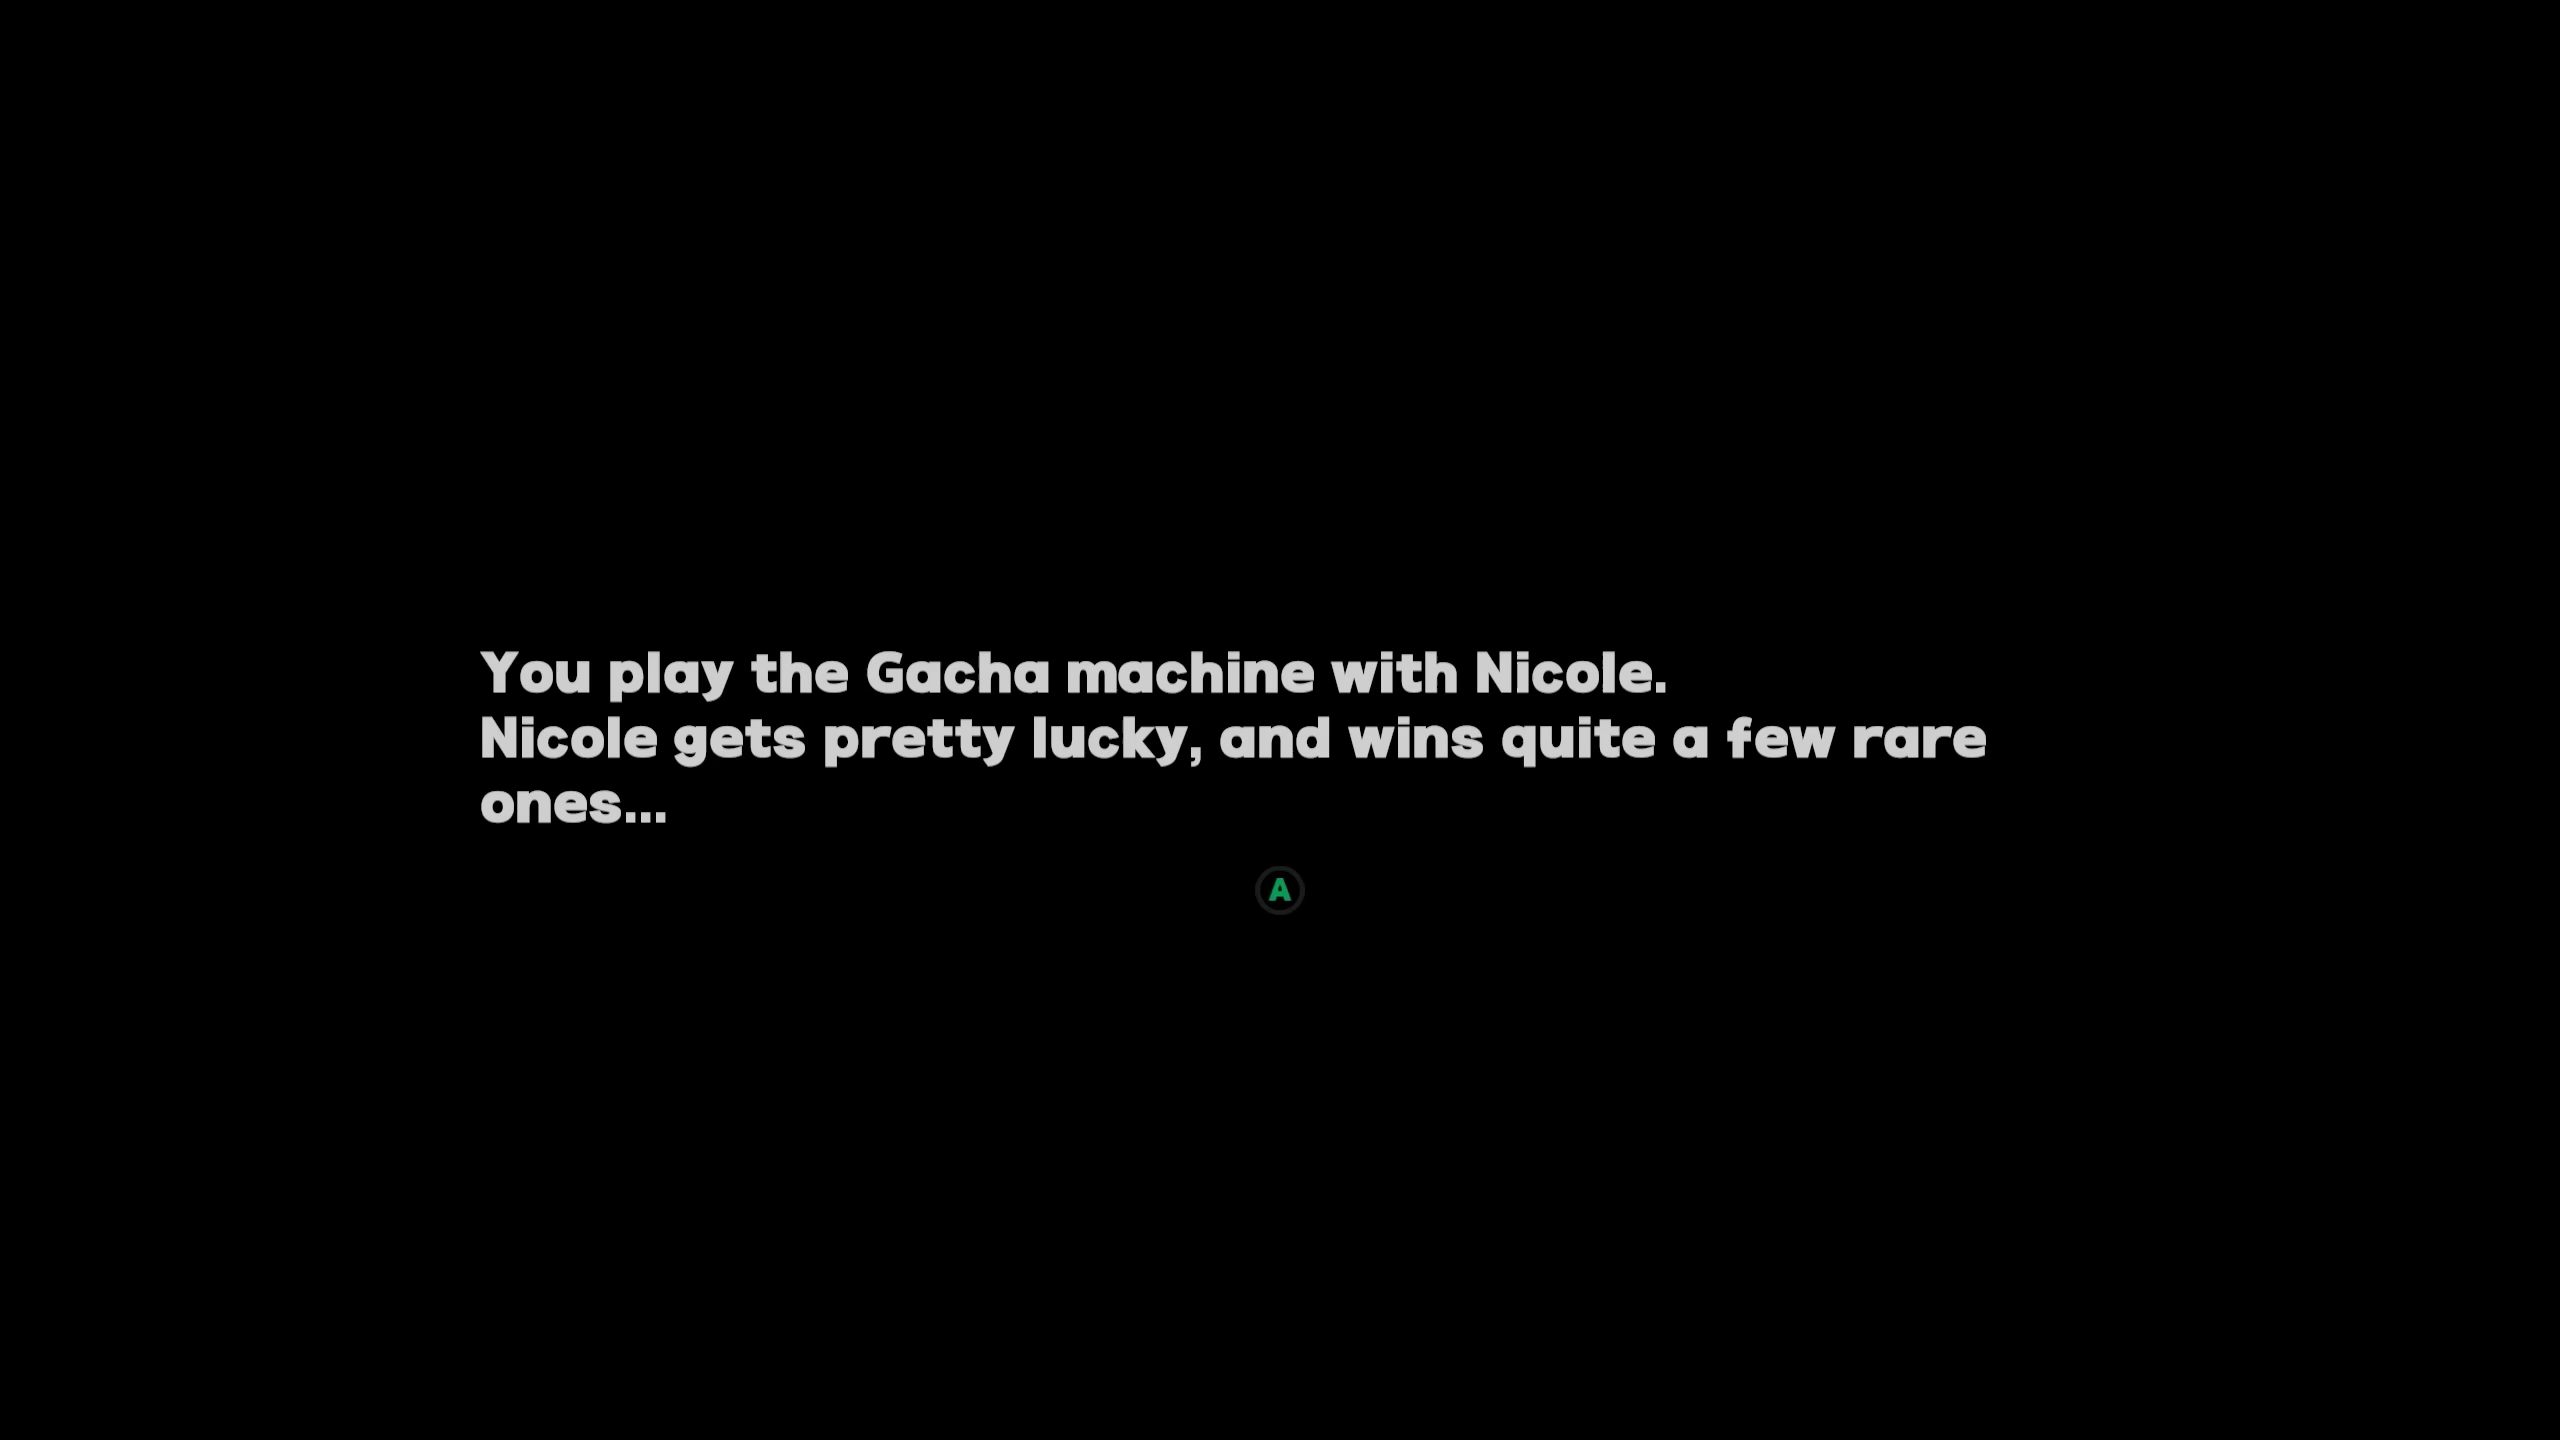 You play the Gacha machine with Nicole.
Nicole gets pretty lucky, and wins quite a few rare
ones...
A